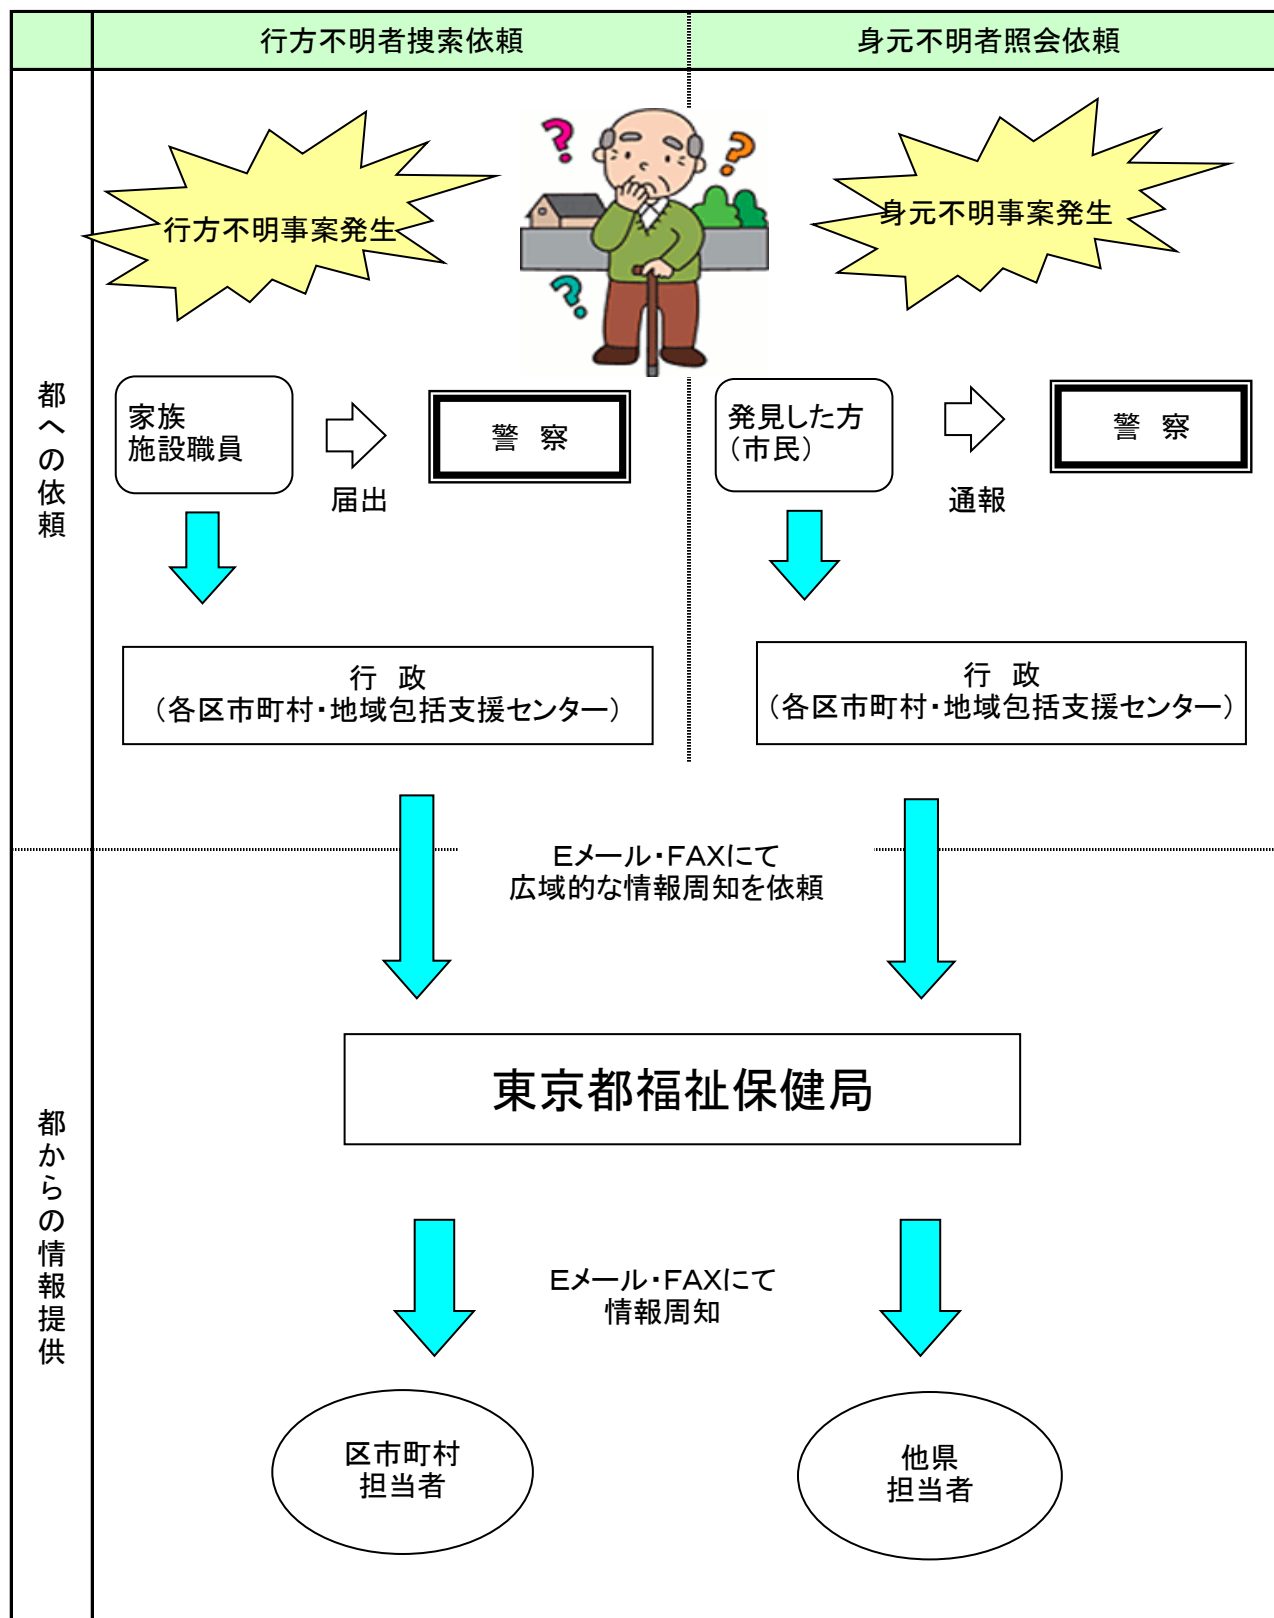 行方不明者捜索依頼
身元不明者照会依頼
都への依頼
行方不明事案発生
身元不明事案発生
家族
施設職員
届出
警 察
発見した方
（市民）
通報
警 察
行 政
（各区市町村・地域包括支援センター）
行 政
（各区市町村・地域包括支援センター）
Eメール・FAXにて
広域的な情報周知を依頼
都からの情報提供
東京都福祉保健局
Eメール・FAXにて
情報周知
区市町村
担当者
他県
担当者